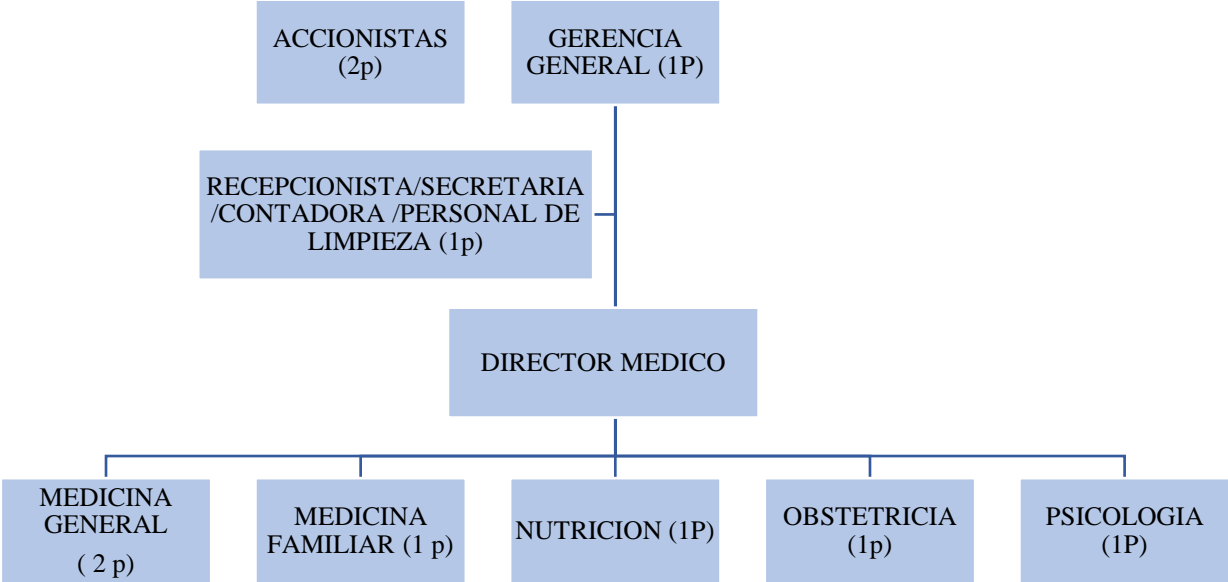 ACCIONISTAS
(2p)
GERENCIA
GENERAL (1P)
RECEPCIONISTA/SECRETARIA
/CONTADORA /PERSONAL DE
LIMPIEZA (1p)
DIRECTOR MEDICO
MEDICINA
GENERAL
( 2 p)
MEDICINA
FAMILIAR (1 p)
NUTRICION (1P)
OBSTETRICIA
(1p)
PSICOLOGIA
(1P)